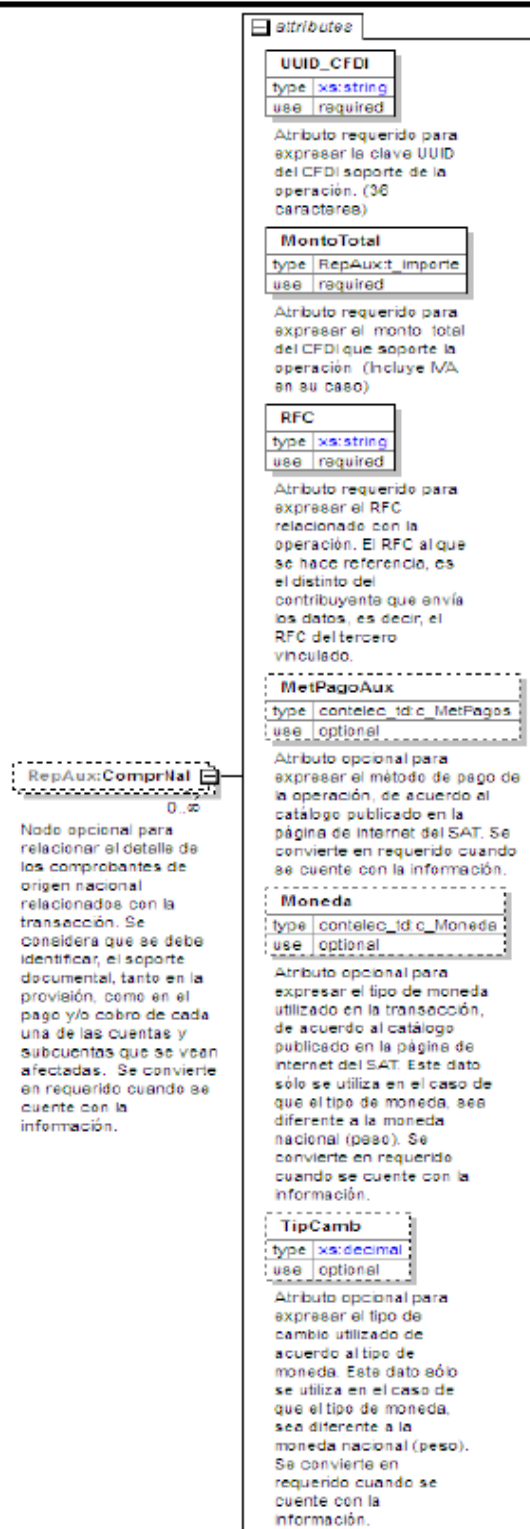 attributes
UUID_CFDI
type xs:string
use required
Atributo requerido para
expresar la clave UUID
del CFDI soporte de la
operación. (36
caracteres)
MontoTotal
type RepAux:t_importe
use required
Atributo requerido para
expresar el monto total
del CFDI que soporte la
operación (Incluye IVA
en su caso)
RFC
type xs:string
use required
Atributo requerido para
expresar el RFC
relacionado con la
operación. El RFC al que
se hace referencia, es
el distinto del
contribuyente que envía
los datos, es decir, el
RFC del tercero
vinculado.
MetPagoAux
type contelec_td:c_MetPagos
use optional
Atributo opcional para
expresar el método de pago de
la operación, de acuerdo al
catálogo publicado en la
página de internet del SAT. Se
convierte en requerido cuando
se cuente con la información.
RepAux:ComprNal
0..∞
Nodo opcional para
relacionar el detalle de
los comprobantes de
origen nacional
relacionados con la
transacción. Se
considera que se debe
identificar, el soporte
documental, tanto en la
provisión, como en el
pago y/o cobro de cada
una de las cuentas y
subcuentas que se vean
afectadas. Se convierte
en requerido cuando se
cuente con la
información.
Moneda
type contelec_td:c_Moneda
use optional
Atributo opcional para
expresar el tipo de moneda
utilizado en la transacción,
de acuerdo al catálogo
publicado en la página de
internet del SAT. Este dato
sólo se utiliza en el caso de
que el tipo de moneda, sea
diferente a la moneda
nacional (peso). Se
convierte en requerido
cuando se cuente con la
información.
TipCamb
type xs:decimal
use optional
Atributo opcional para
expresar el tipo de
cambio utilizado de
acuerdo al tipo de
moneda. Este dato sólo
se utiliza en el caso de
que el tipo de moneda,
sea diferente a la
moneda nacional (peso).
Se convierte en
requerido cuando se
cuente con la
información.